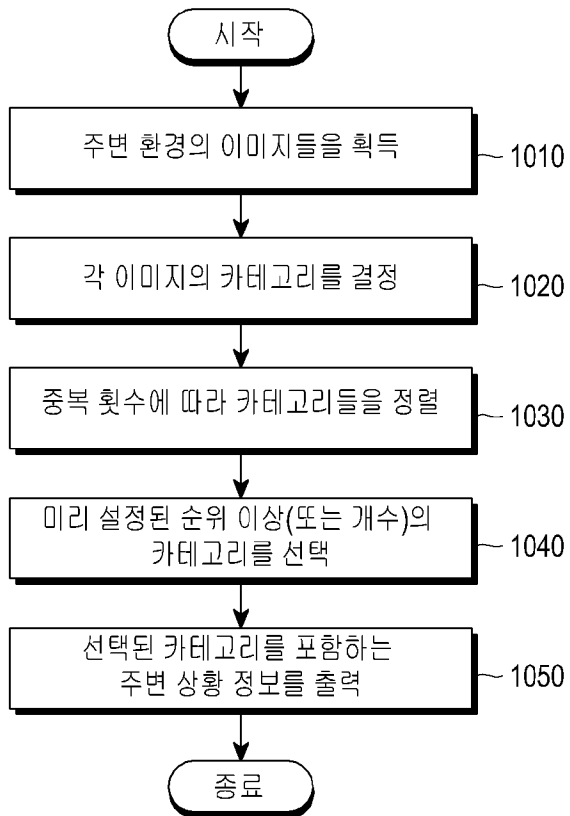 시작
주변 환경의 이미지들을 획득
1010
각 이미지의 카테고리를 결정
1020
중복 횟수에 따라 카테고리들을 정렬
1030
미리 설정된 순위 이상(또는 개수)의
카테고리를 선택
1040
선택된 카테고리를 포함하는
주변 상황 정보를 출력
1050
종료